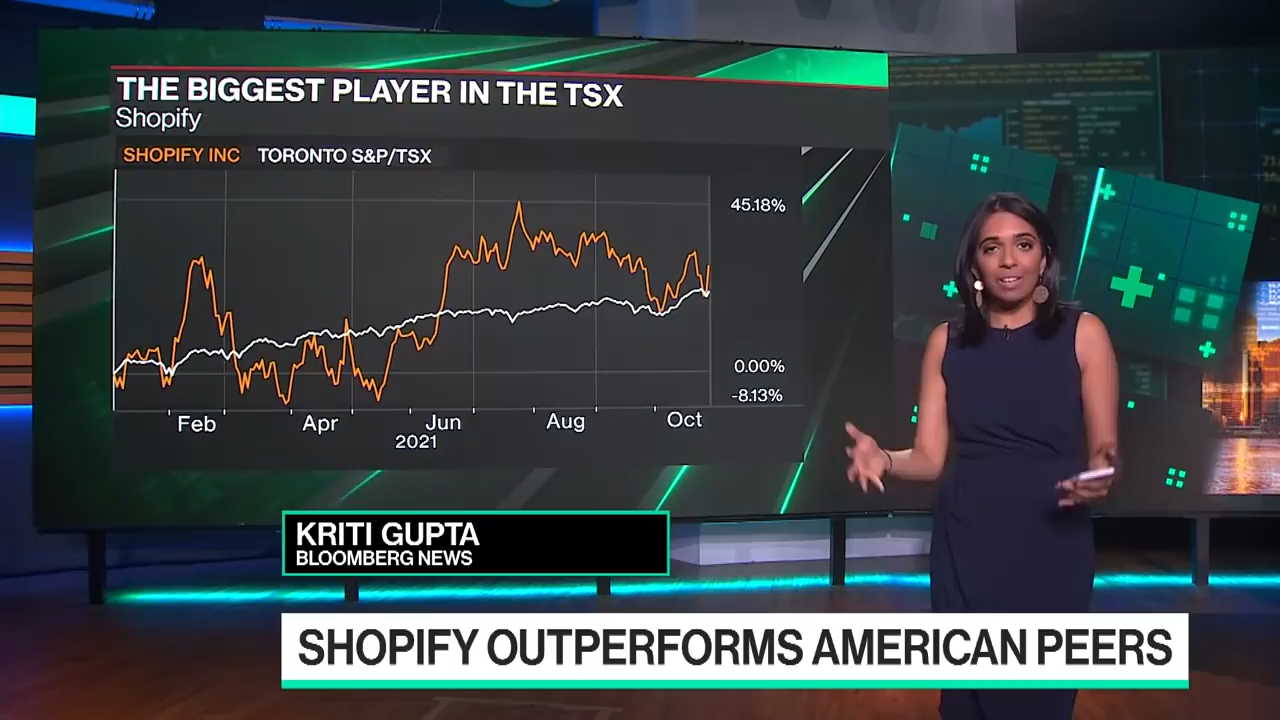 THE BIGGEST PLAYER IN THE TSX
Shopify
SHOPIFY INC TORONTO S&P/TSX
45.18%
0.00%
-8.13%
Feb Apr Jun Aug Oct
2021
KRITI GUPTA
BLOOMBERG NEWS
SHOPIFY OUTPERFORMS AMERICAN PEERS